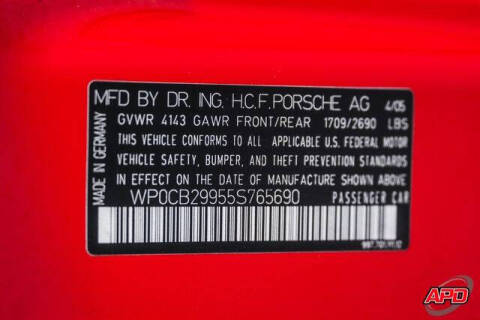 MFD BY DR. ING. H.C.F. PORSCHE AG 4/05
GVWR 4143 GAWR FRONT/REAR 1709/2690 LBS
THIS VEHICLE CONFORMS TO ALL APPLICABLE U.S. FEDERAL MOTOR
VEHICLE SAFETY, BUMPER, AND THEFT PREVENTION STANDARDS
IN EFFECT ON THE DATE OF MANUFACTURE SHOWN ABOVE.
WP0CB29955S765690 PASSENGER CAR
MADE IN GERMANY
APD